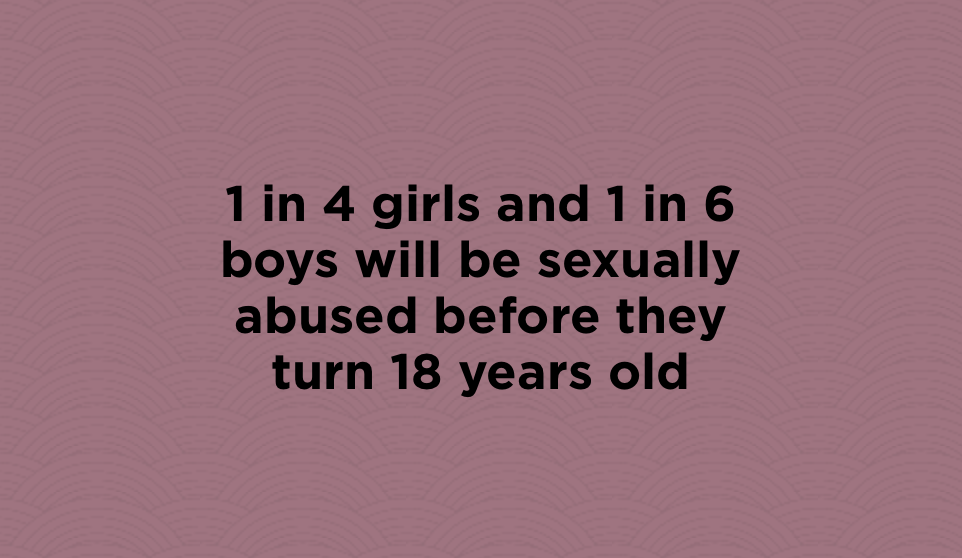 1 in 4 girls and 1 in 6
boys will be sexually
abused before they
turn 18 years old